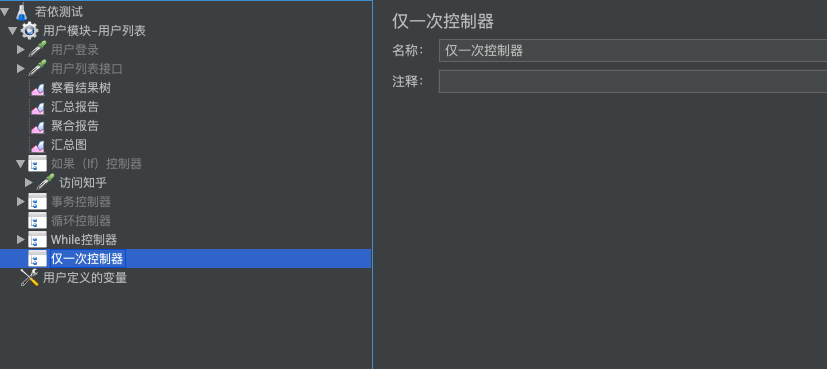 若依测试
用户模块-用户列表
用户登录
用户列表接口
察看结果树
汇总报告
聚合报告
汇总图
如果（If）控制器
访问知乎
事务控制器
循环控制器
While控制器
仅一次控制器
用户定义的变量
仅一次控制器
名称： 仅一次控制器
注释：